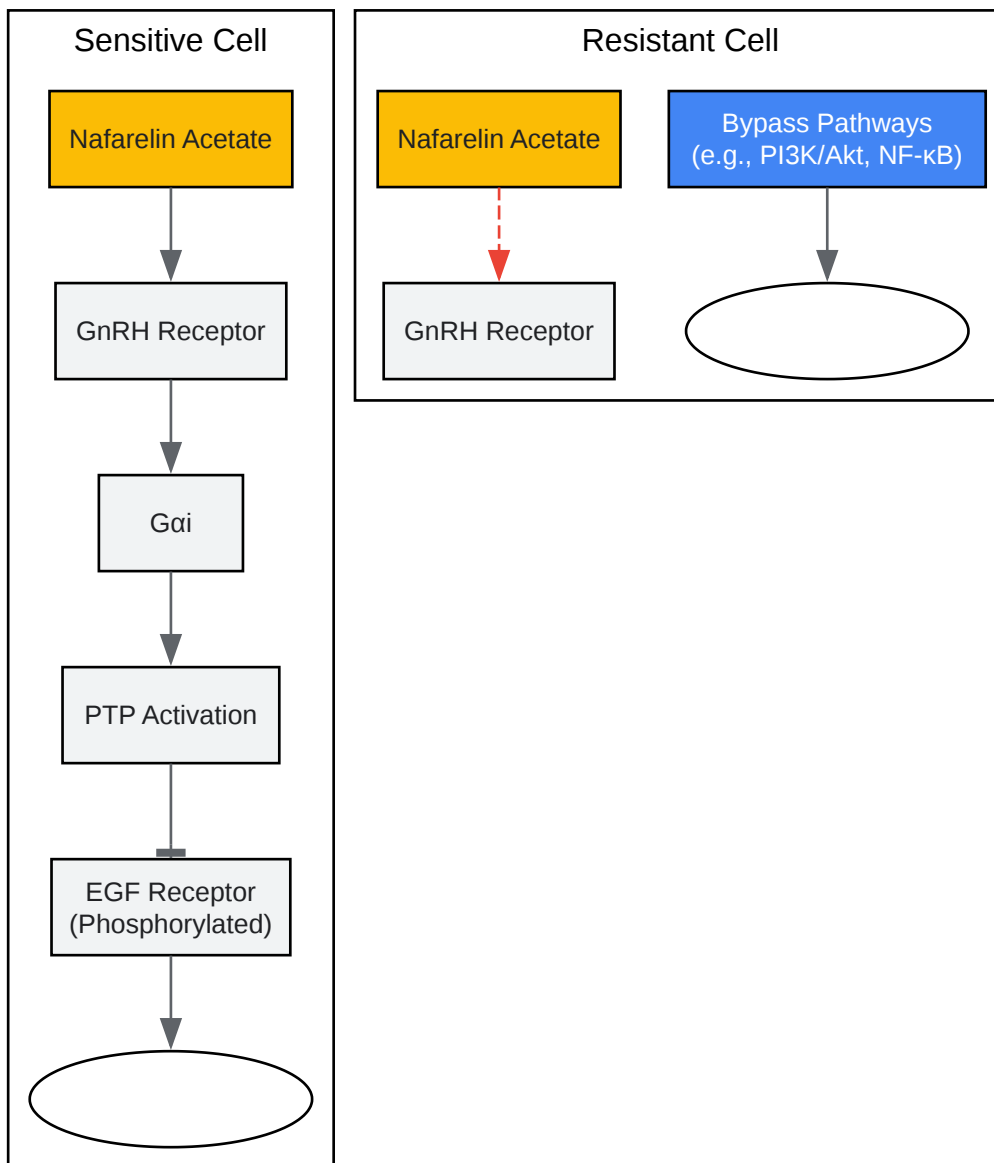 Sensitive Cell
Nafarelin Acetate
GnRH Receptor
Gαi
PTP Activation
EGF Receptor
(Phosphorylated)
Resistant Cell
Nafarelin Acetate
GnRH Receptor
Bypass Pathways
(e.g., PI3K/Akt, NF-κB)